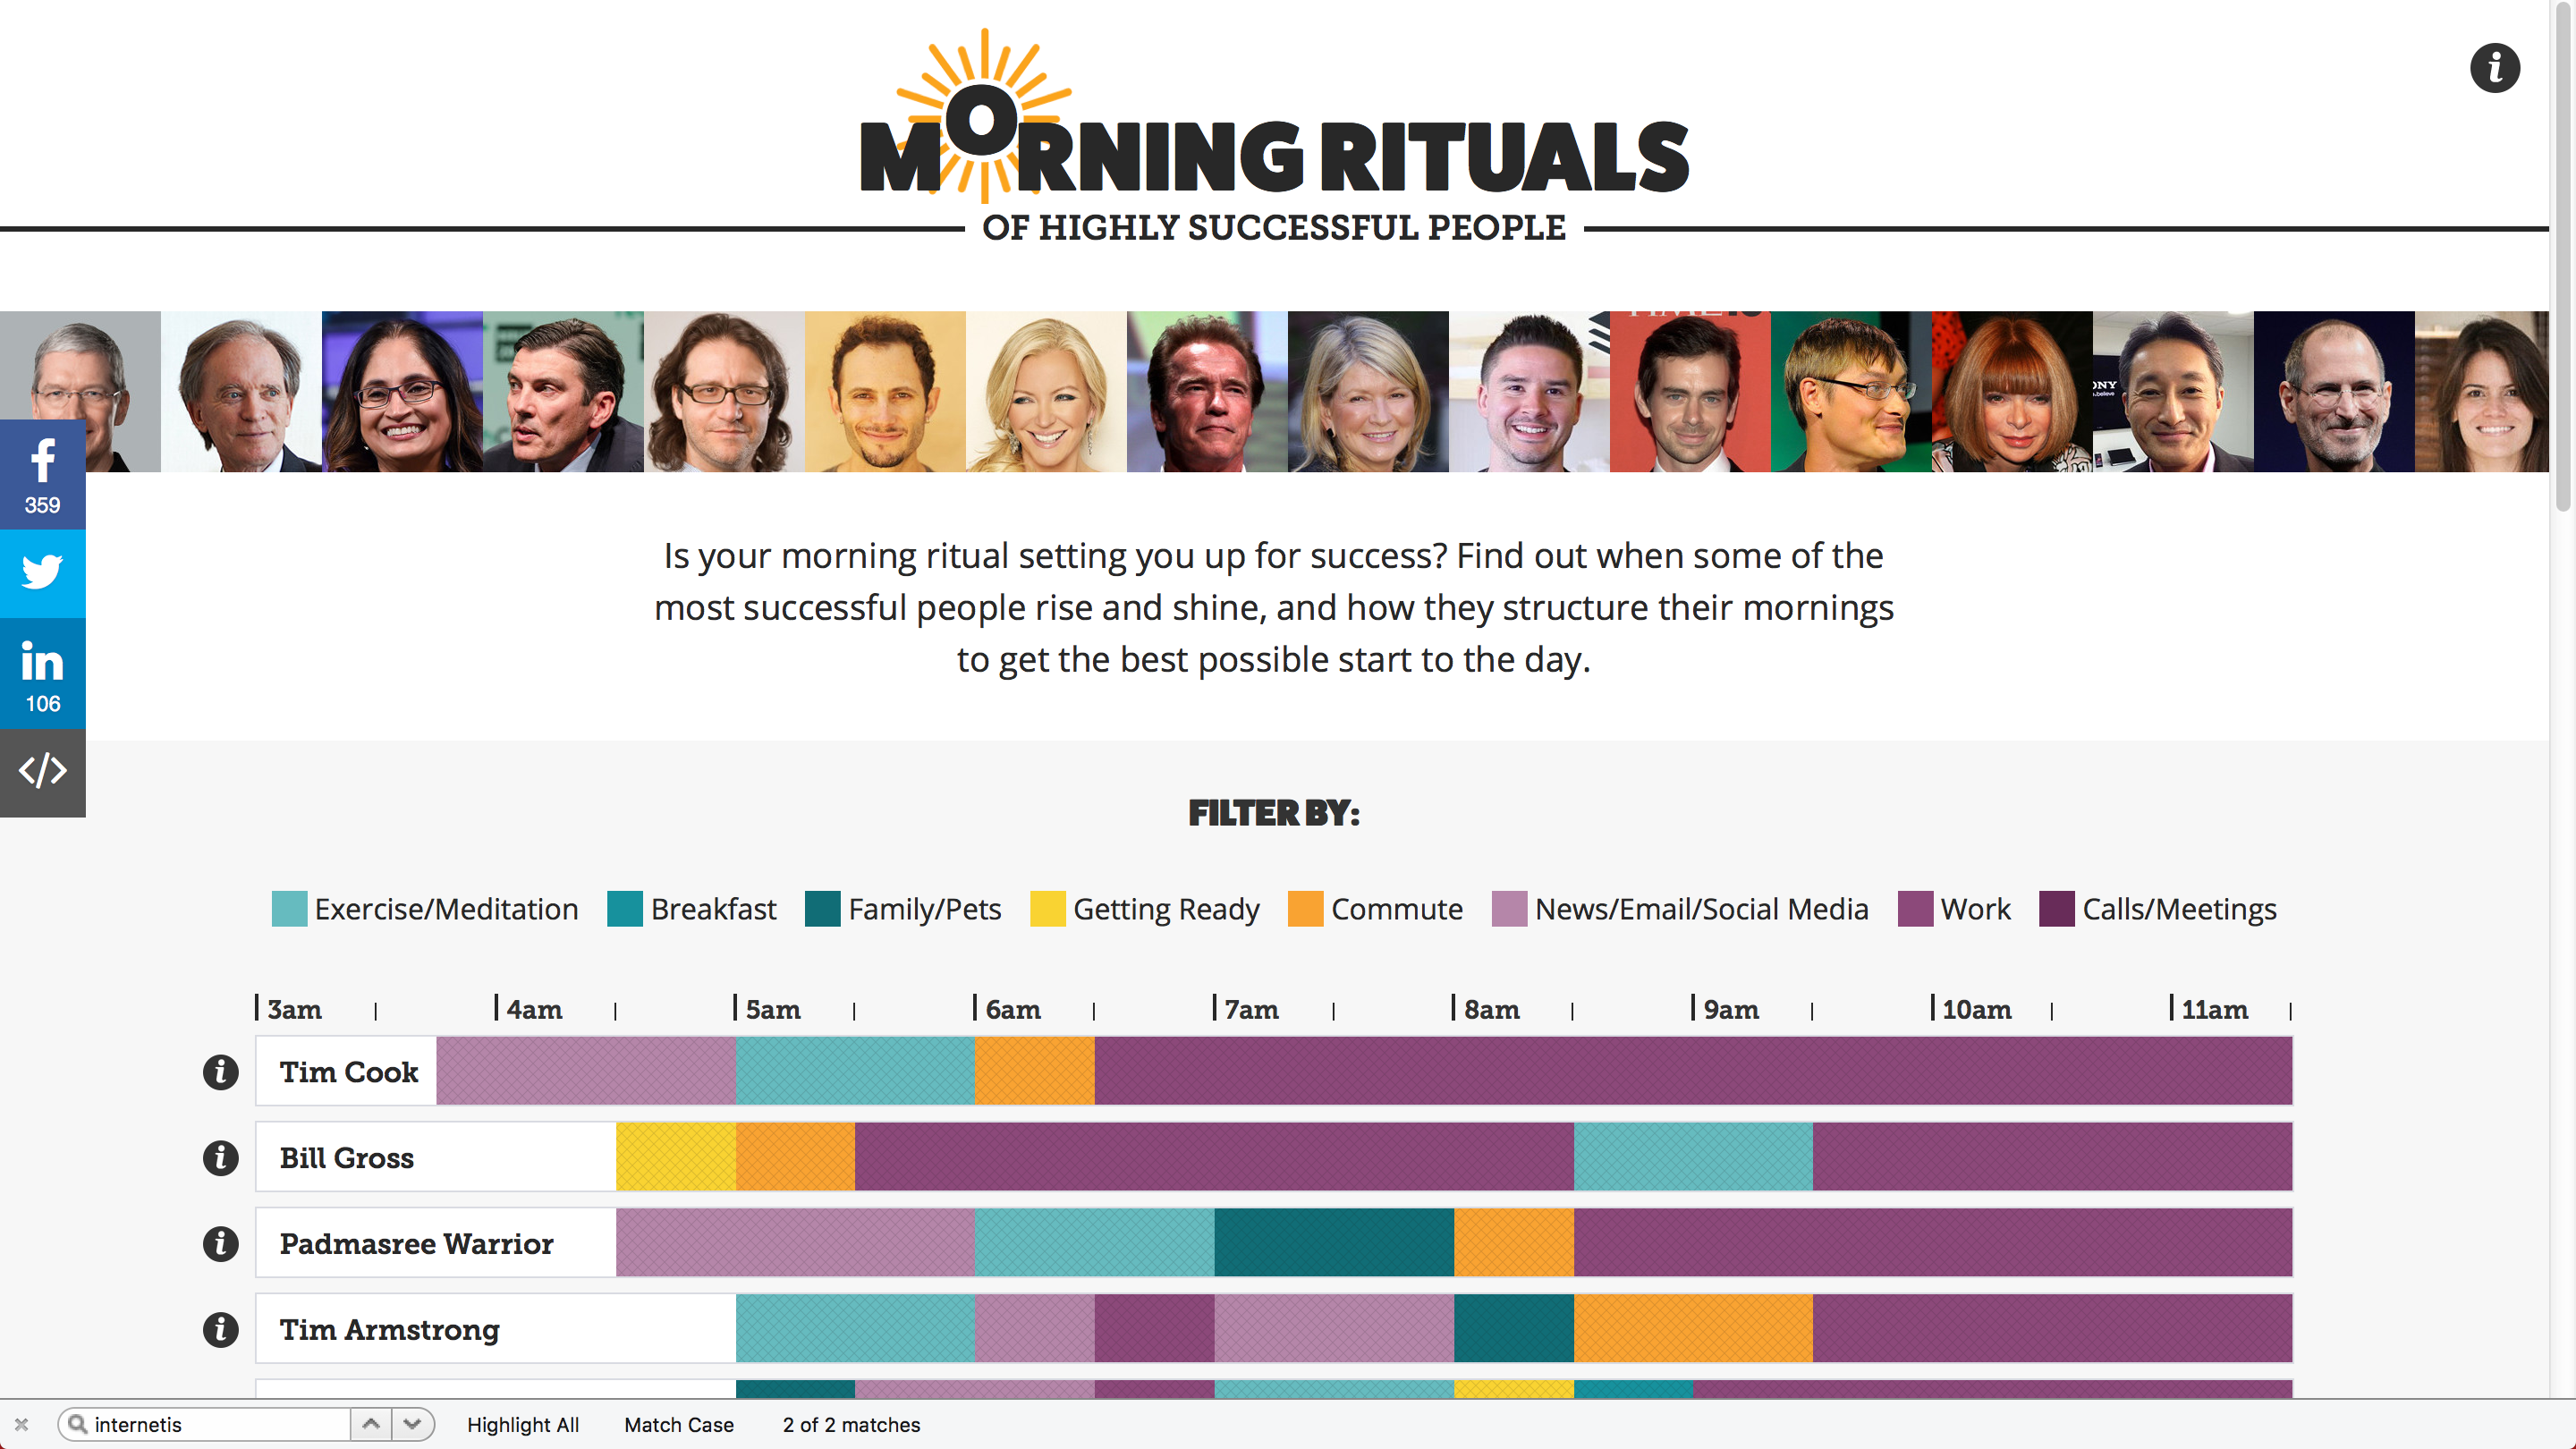 MORNING RITUALS
OF HIGHLY SUCCESSFUL PEOPLE
TIME
SONY
359
106
</>
Is your morning ritual setting you up for success? Find out when some of the
most successful people rise and shine, and how they structure their mornings
to get the best possible start to the day.
FILTER BY:
Exercise/Meditation Breakfast Family/Pets Getting Ready Commute News/Email/Social Media Work Calls/Meetings
3am 4am 5am 6am 7am 8am 9am 10am 11am
Tim Cook
Bill Gross
Padmasree Warrior
Tim Armstrong
internetis Highlight All Match Case 2 of 2 matches